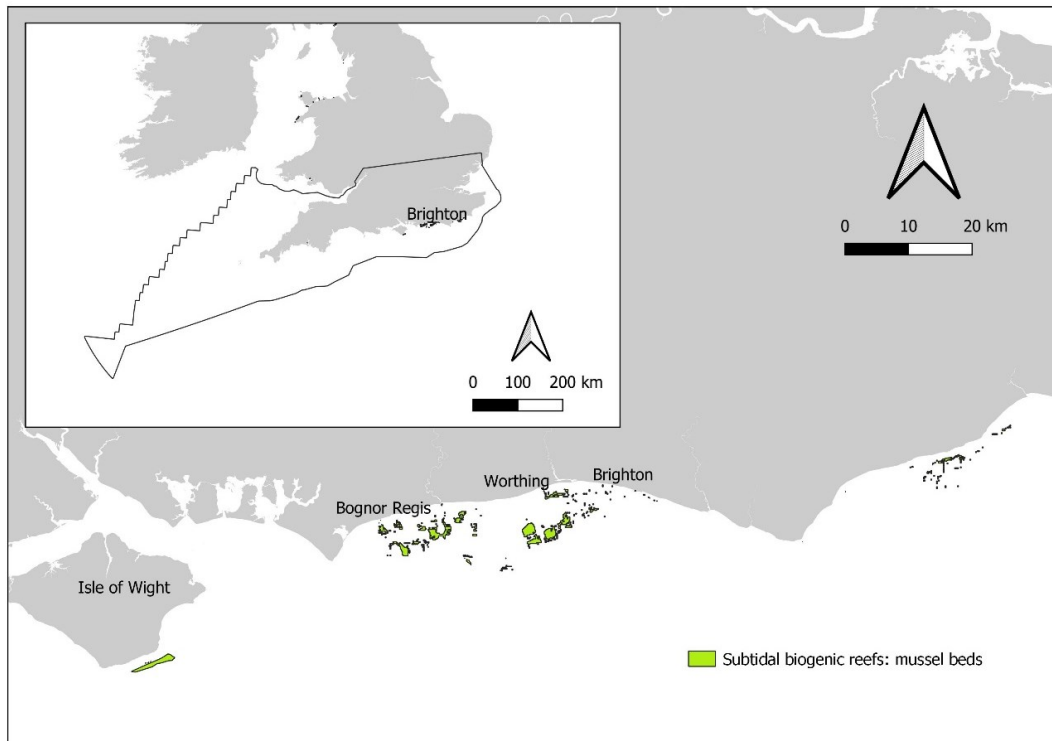 Brighton
0 100 200 km
0 10 20 km
Worthing
Brighton
Bognor Regis
Isle of Wight
Subtidal biogenic reefs: mussel beds